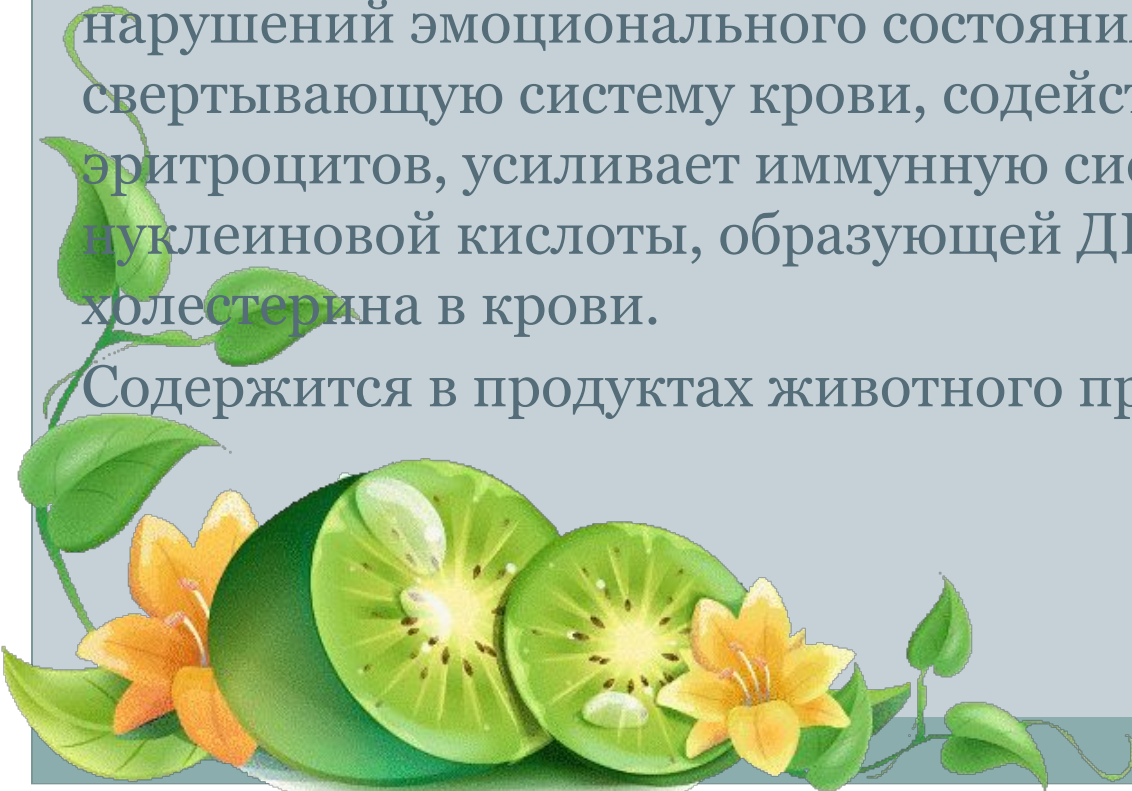 нарушений эмоционального состояни
свертывающую систему крови, содейст
эритроцитов, усиливает иммунную сис
нуклеиновой кислоты, образующей Д
холестерина в крови.
Содержится в продуктах животного пр